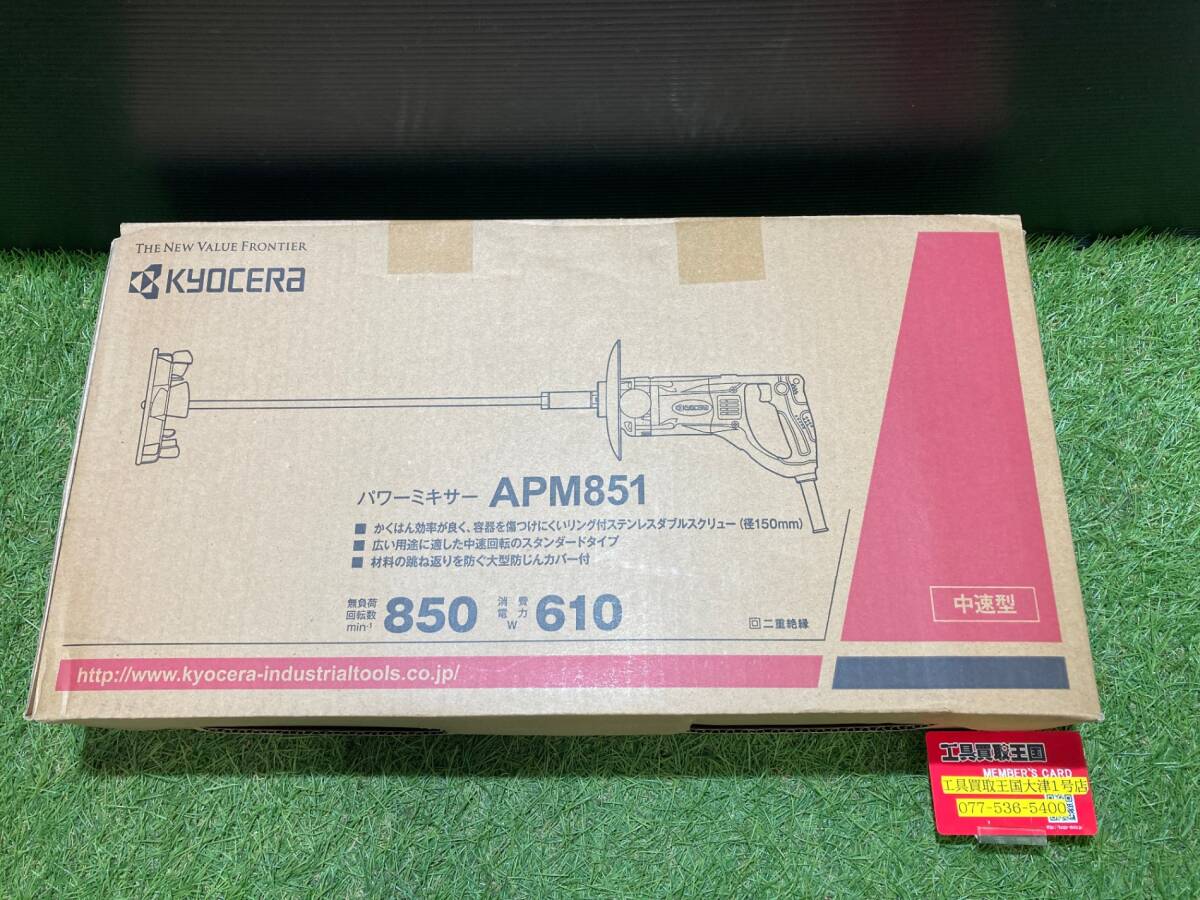 THE NEW VALUE FRONTIER
KYOCERA
KYOCERA
パワーミキサー APM851
■ かくはん効率が良く、容器を傷つけにくいリング付ステンレスダブルスクリュー(径150mm)
■ 広い用途に適した中速回転のスタンダードタイプ
■ 材料の跳ね返りを防ぐ大型防じんカバー付
無負荷回転数 min-1 850 消費電力 W 610
二重絶縁
中速型
http://www.kyocera-industrialtools.co.jp/
工具買取王国
MEMBER'S CARD
工具買取王国大津1号店
077-536-5400